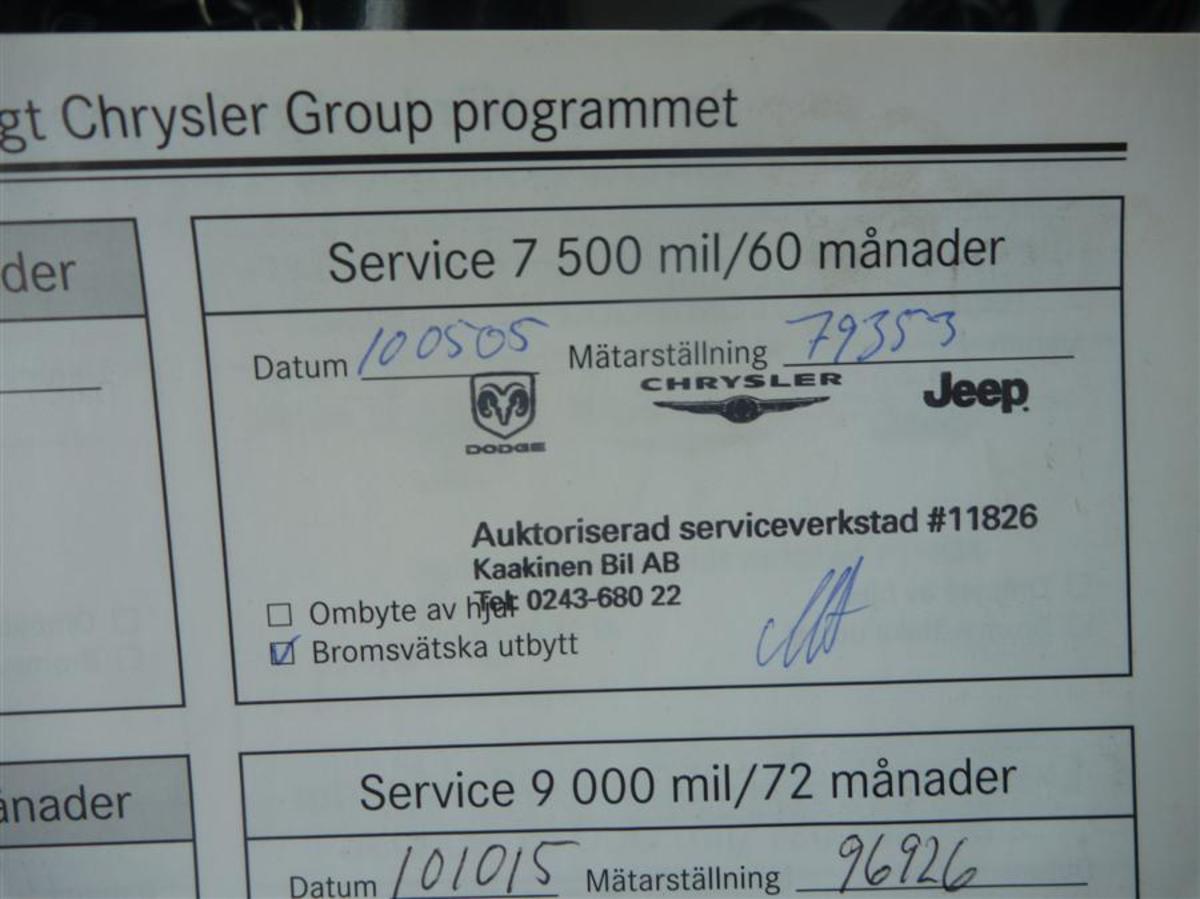 gt Chrysler Group programmet
der
Service 7 500 mil/60 månader
Datum 100505 Mätarställning 79353
DODGE CHRYSLER Jeep
Auktoriserad serviceverkstad #11826
Kaakinen Bil AB
Tel: 0243-680 22
Ombyte av hjul
Bromsvätska utbytt
ånader
Service 9 000 mil/72 månader
Datum 101015 Mätarställning 96926